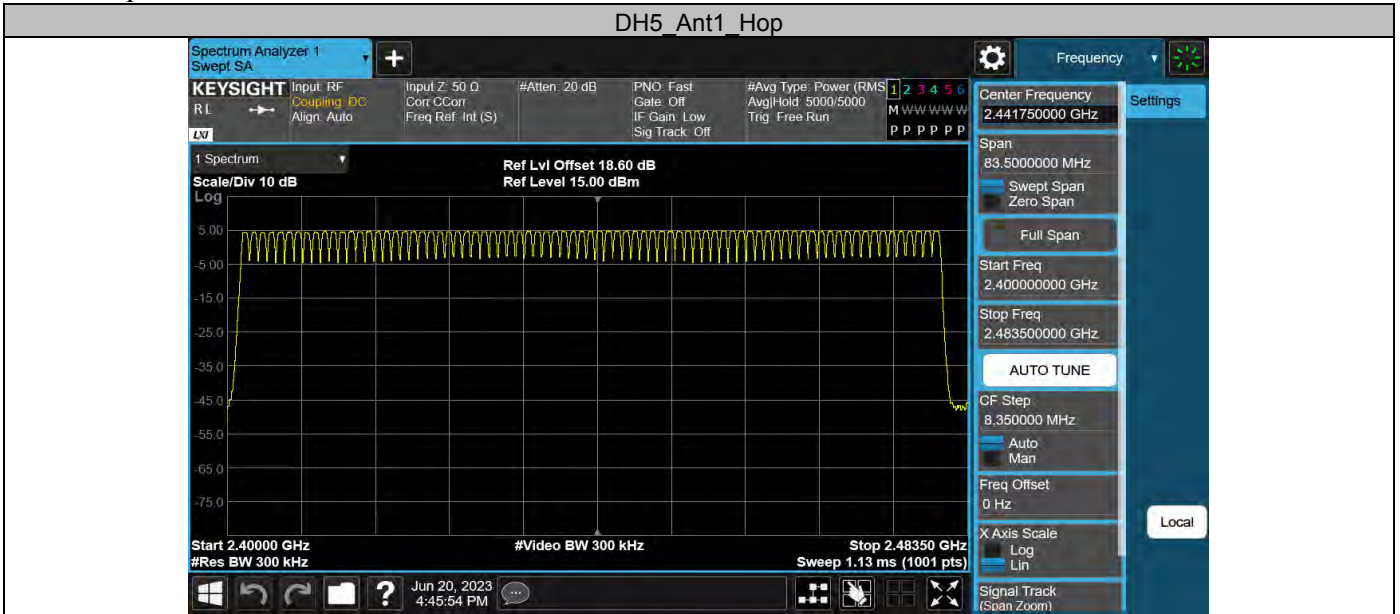 DH5_Ant1_Hop
Spectrum Analyzer 1
Swept SA
+
Frequency
KEYSIGHT
R L
LXI
Input: RF
Coupling: DC
Align: Auto
Input Z: 50 Ω
Corr CCorr
Freq Ref: Int (S)
#Atten: 20 dB
PNO: Fast
Gate: Off
IF Gain: Low
Sig Track: Off
#Avg Type: Power (RMS
Avg|Hold: 5000/5000
Trig: Free Run
1 2 3 4 5 6
M W W W W W
P P P P P P
Center Frequency
2.441750000 GHz
Settings
Span
83.5000000 MHz
Swept Span
Zero Span
Full Span
Start Freq
2.400000000 GHz
Stop Freq
2.483500000 GHz
AUTO TUNE
CF Step
8.350000 MHz
Auto
Man
Freq Offset
0 Hz
X Axis Scale
Log
Lin
Signal Track
(Span Zoom)
Local
1 Spectrum
Scale/Div 10 dB
Ref Lvl Offset 18.60 dB
Ref Level 15.00 dBm
Log
5.00
-5.00
-15.0
-25.0
-35.0
-45.0
-55.0
-65.0
-75.0
Start 2.40000 GHz
#Video BW 300 kHz
Stop 2.48350 GHz
#Res BW 300 kHz
Sweep 1.13 ms (1001 pts)
?
Jun 20, 2023
4:45:54 PM